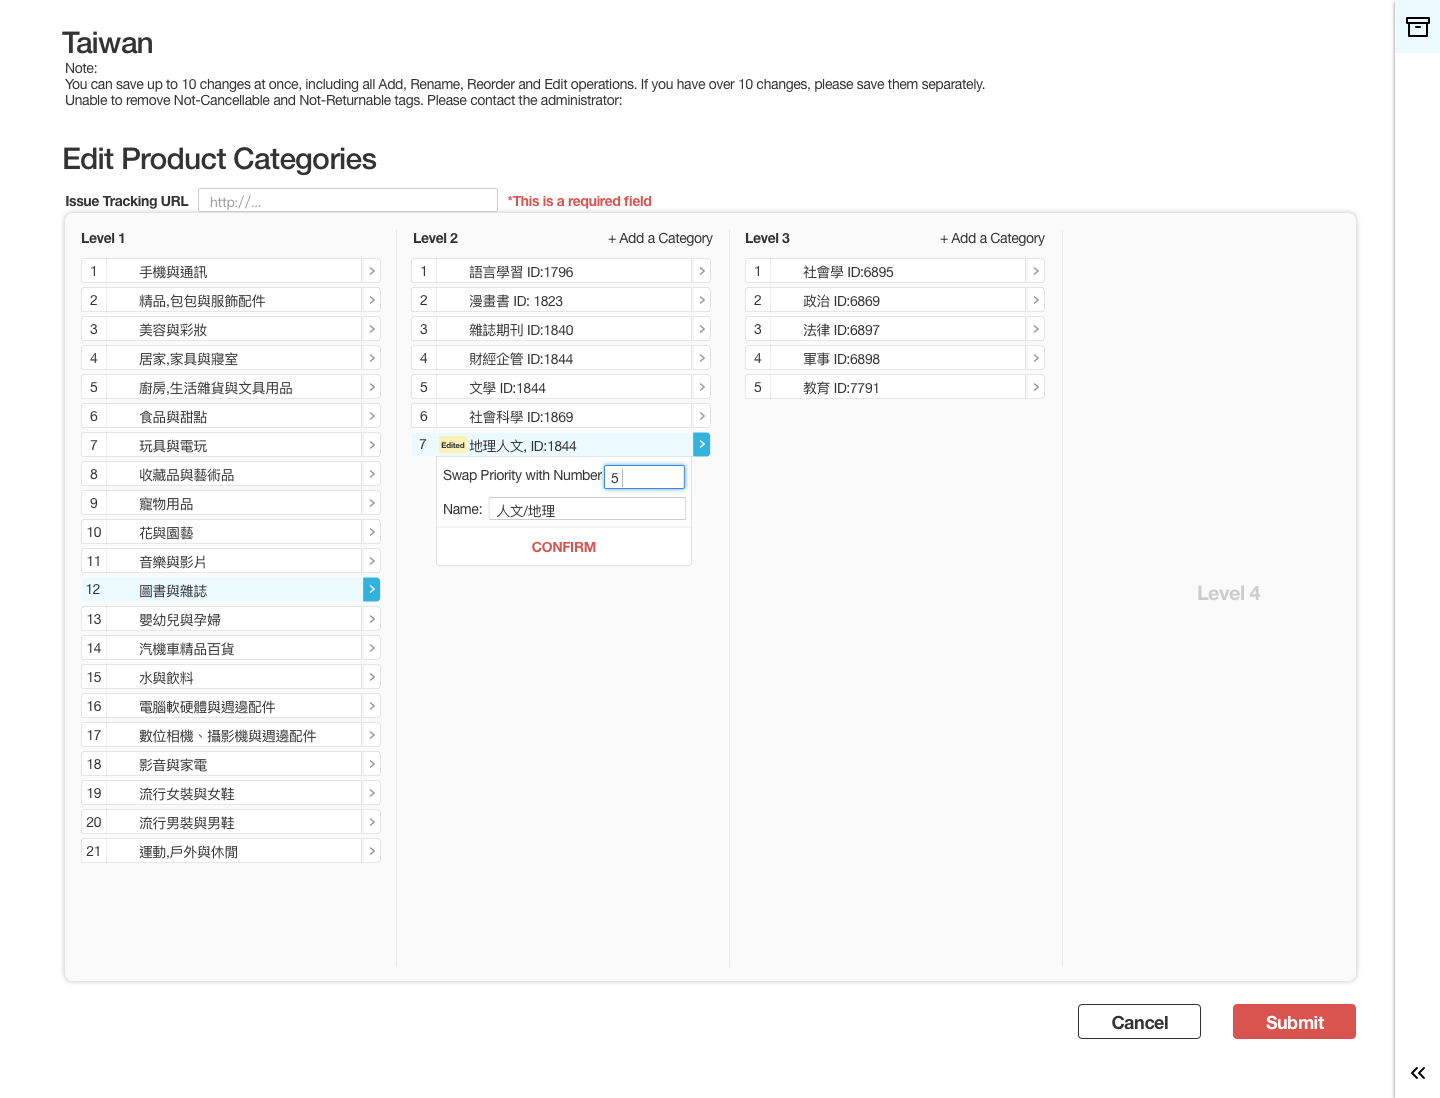 Taiwan
Note:
You can save up to 10 changes at once, including all Add, Rename, Reorder and Edit operations. If you have over 10 changes, please save them separately.
Unable to remove Not-Cancellable and Not-Returnable tags. Please contact the administrator:
Edit Product Categories
Issue Tracking URL http://... *This is a required field
Level 1
1 手機與通訊
2 精品,包包與服飾配件
3 美容與彩妝
4 居家,家具與寢室
5 廚房,生活雜貨與文具用品
6 食品與甜點
7 玩具與電玩
8 收藏品與藝術品
9 寵物用品
10 花與園藝
11 音樂與影片
12 圖書與雜誌
13 嬰幼兒與孕婦
14 汽機車精品百貨
15 水與飲料
16 電腦軟硬體與週邊配件
17 數位相機、攝影機與週邊配件
18 影音與家電
19 流行女裝與女鞋
20 流行男裝與男鞋
21 運動,戶外與休閒
Level 2 + Add a Category
1 語言學習 ID:1796
2 漫畫書 ID: 1823
3 雜誌期刊 ID:1840
4 財經企管 ID:1844
5 文學 ID:1844
6 社會科學 ID:1869
7 Edited 地理人文, ID:1844
Swap Priority with Number 5
Name: 人文/地理
CONFIRM
Level 3 + Add a Category
1 社會學 ID:6895
2 政治 ID:6869
3 法律 ID:6897
4 軍事 ID:6898
5 教育 ID:7791
Level 4
Cancel Submit